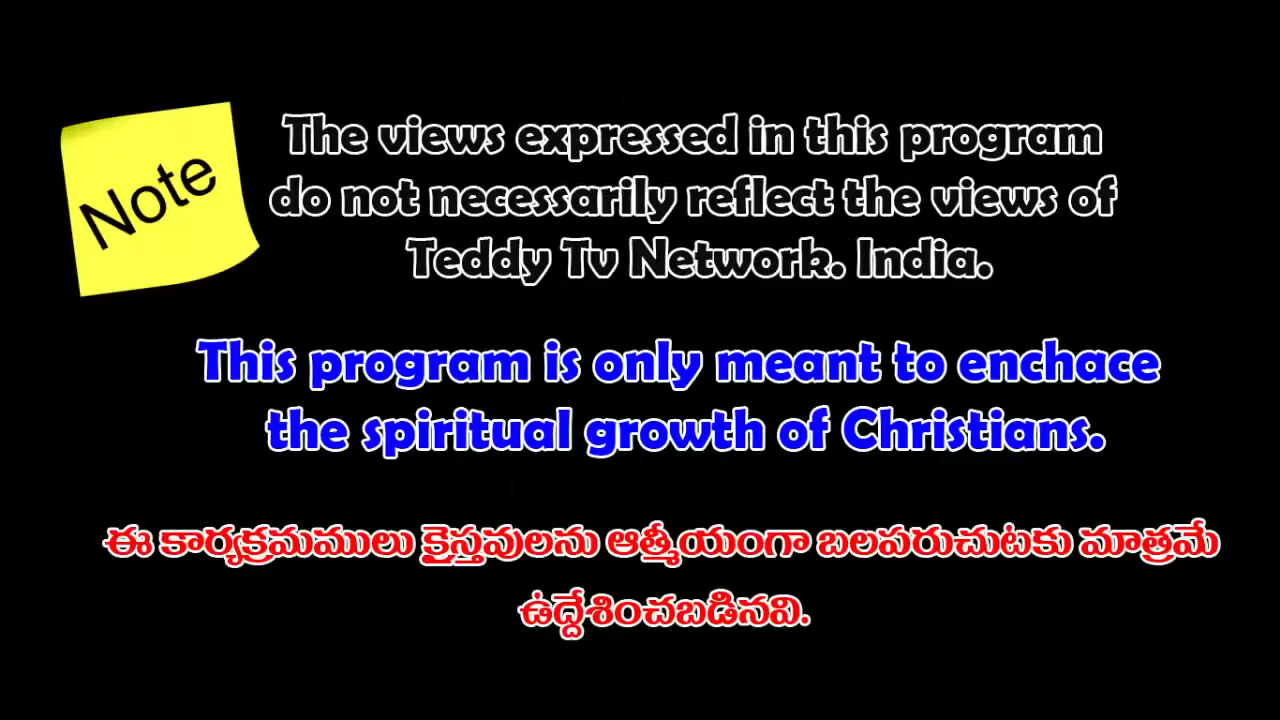 Note
The views expressed in this program
do not necessarily reflect the views of
Teddy Tv Network. India.
This program is only meant to enchace
the spiritual growth of Christians.
ఈ కార్యక్రమములు క్రైస్తవులను ఆత్మీయంగా బలపరుచుటకు మాత్రమే
ఉద్దేశించబడినవి.